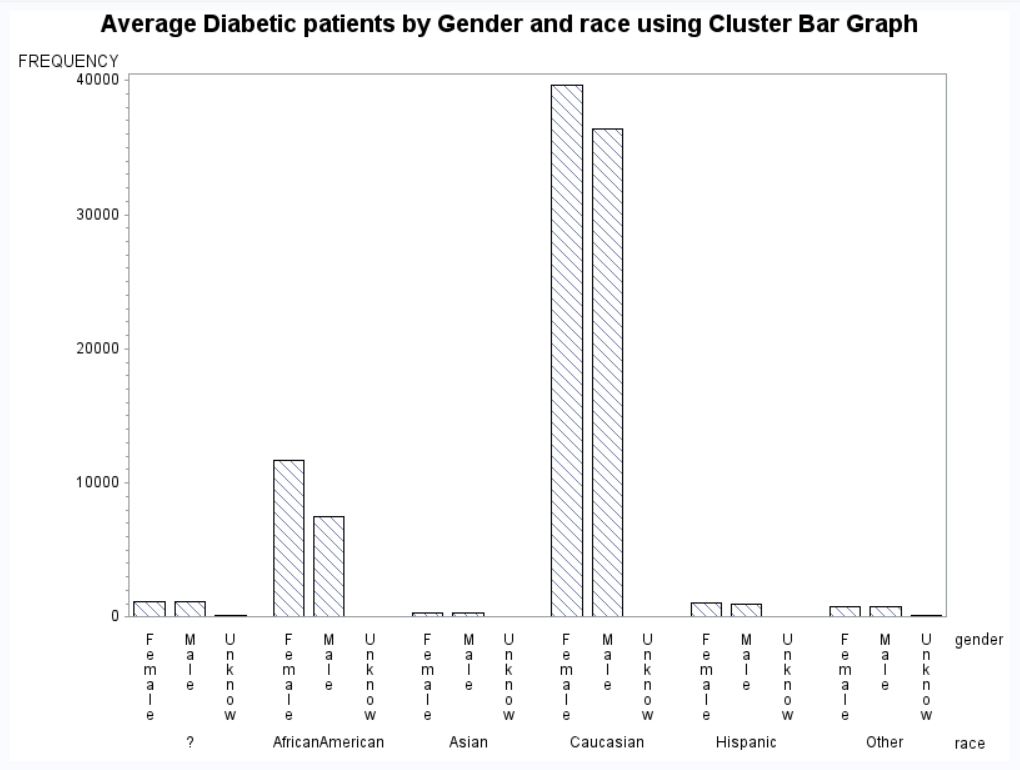 Average Diabetic patients by Gender and race using Cluster Bar Graph
FREQUENCY
40000
30000
20000
10000
0
Female Male Unknow Female Male Unknow Female Male Unknow Female Male Unknow Female Male Unknow Female Male Unknow gender
? AfricanAmerican Asian Caucasian Hispanic Other race